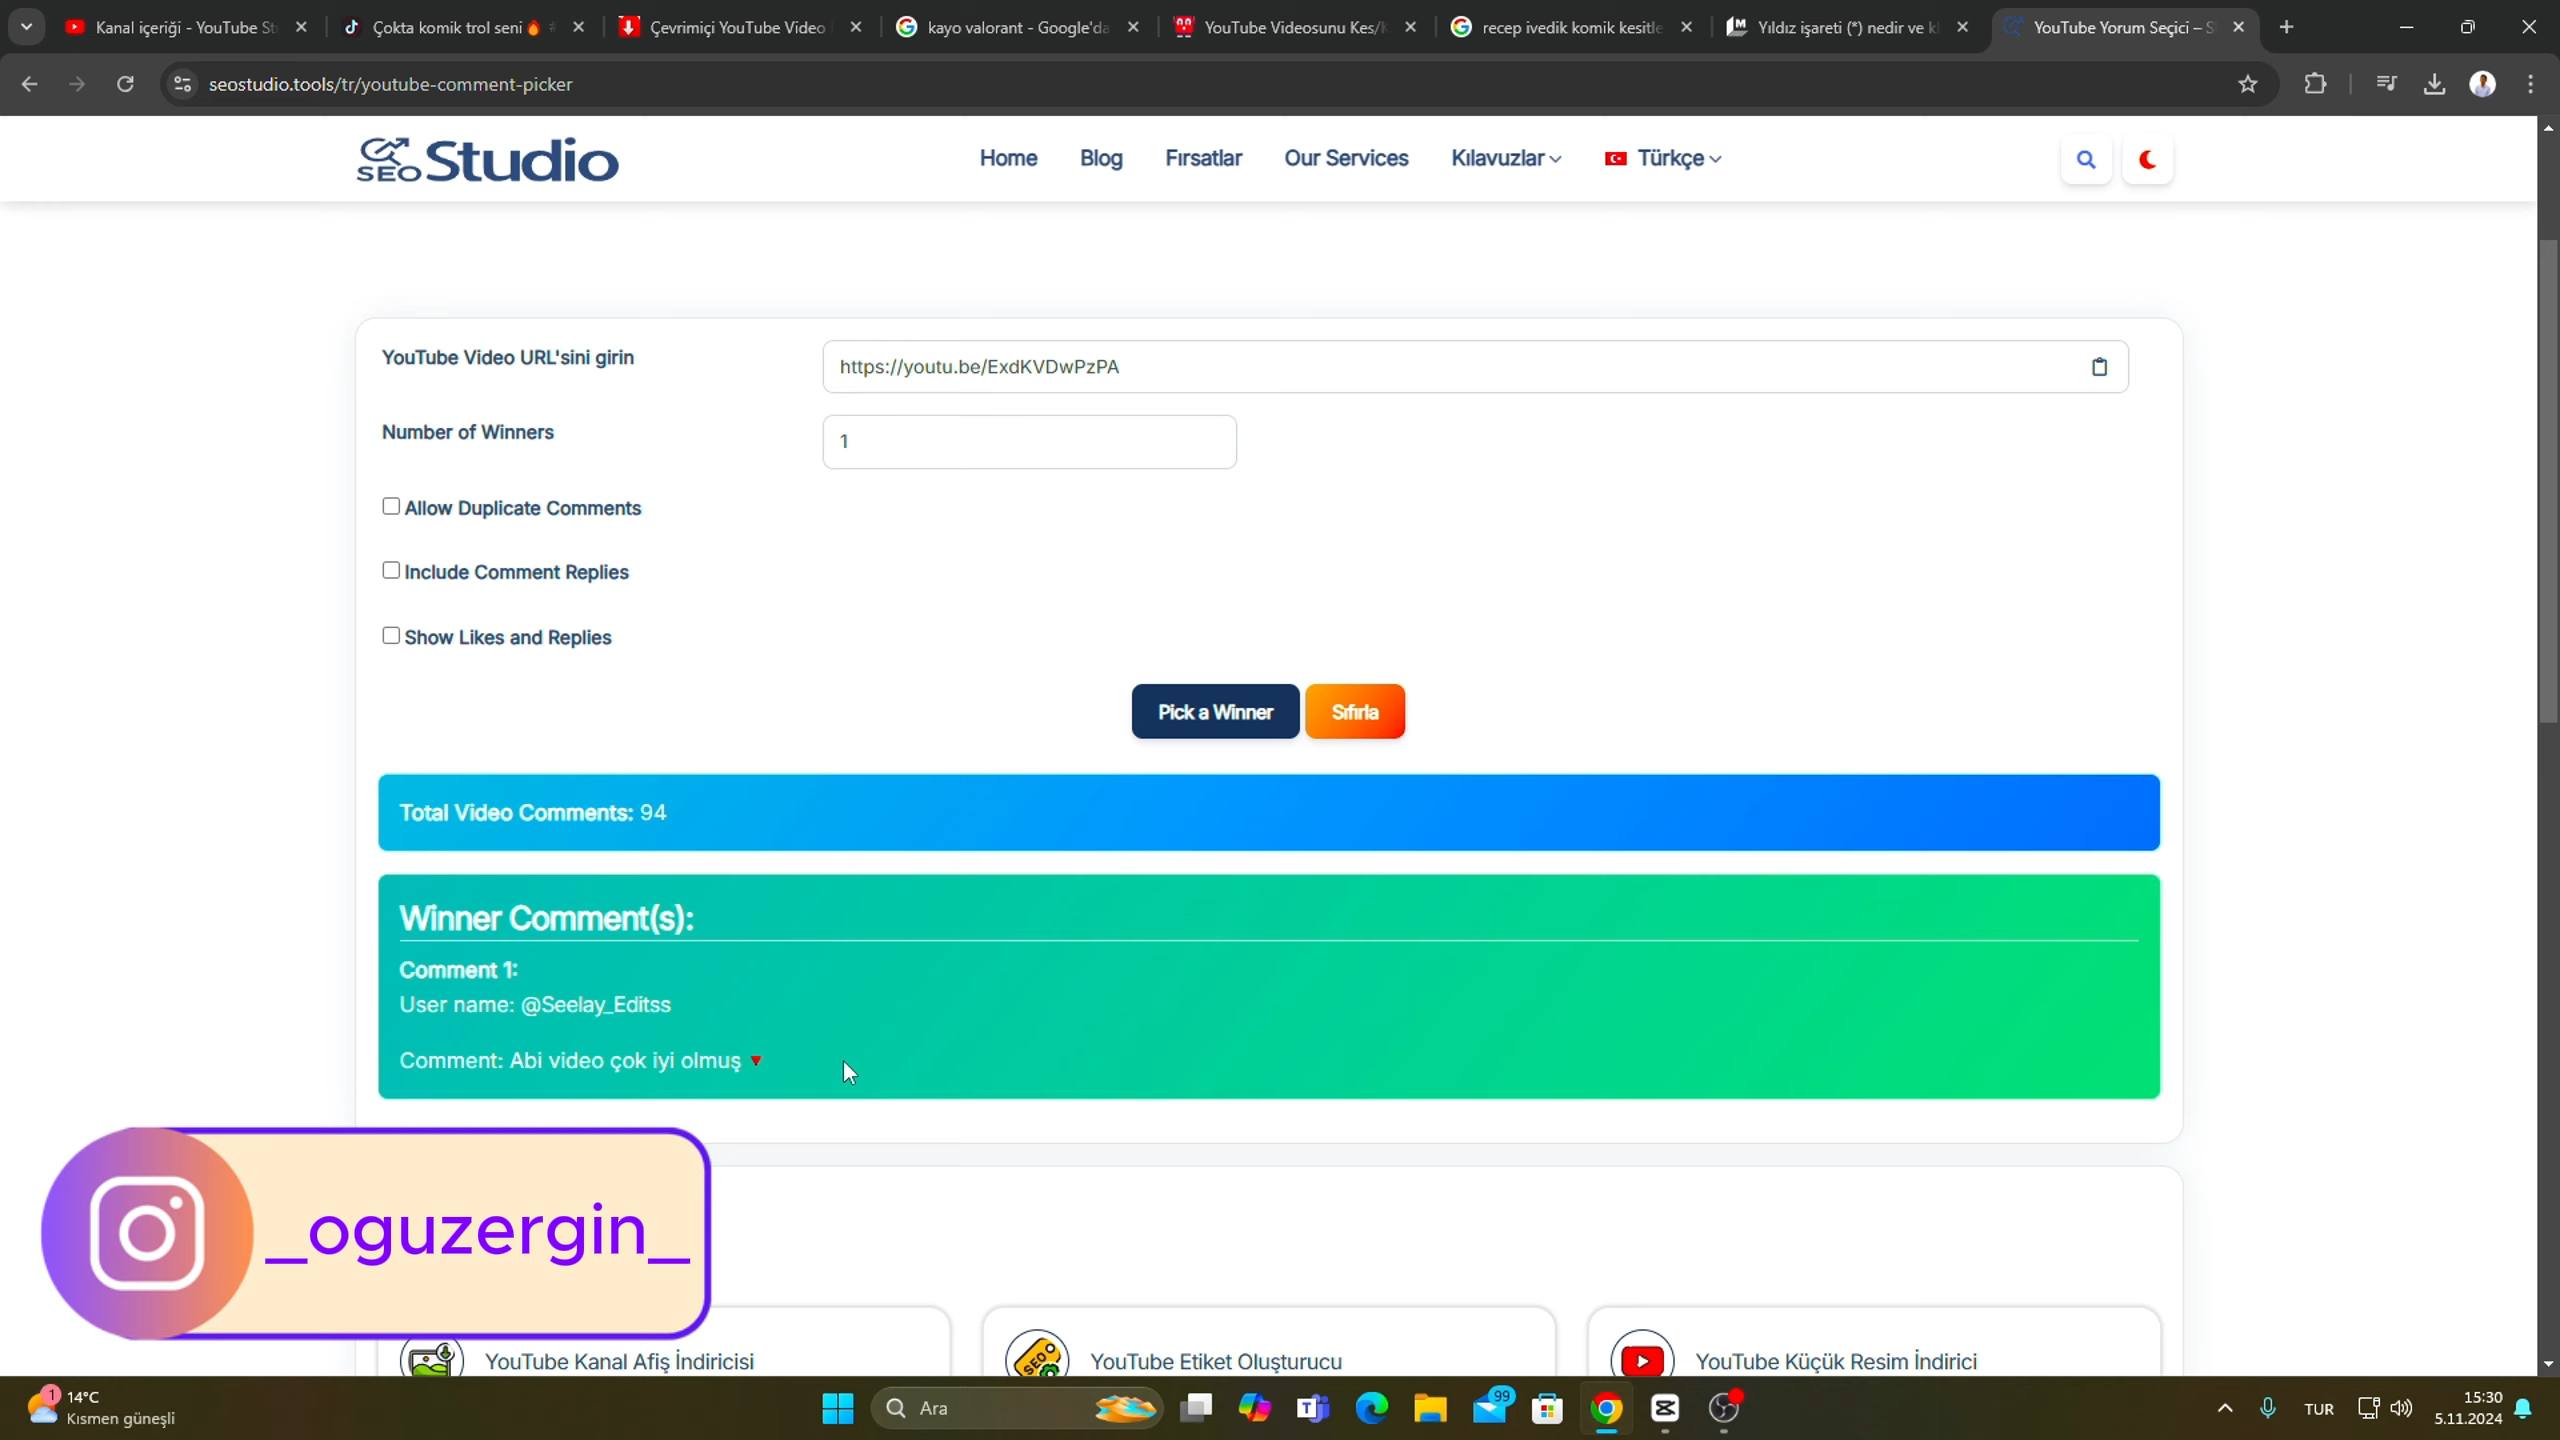 Kanal içeriği - YouTube St
Çokta komik trol seni🔥 #
Çevrimiçi YouTube Video
kayo valorant - Google'da
YouTube Videosunu Kes/K
recep ivedik komik kesitle
Yıldız işareti (*) nedir ve kl
YouTube Yorum Seçici – S
seostudio.tools/tr/youtube-comment-picker
SEO Studio
Home
Blog
Fırsatlar
Our Services
Kılavuzlar
Türkçe
YouTube Video URL'sini girin
https://youtu.be/ExdKVDwPzPA
Number of Winners
1
Allow Duplicate Comments
Include Comment Replies
Show Likes and Replies
Pick a Winner
Sıfırla
Total Video Comments: 94
Winner Comment(s):
Comment 1:
User name: @Seelay_Editss
Comment: Abi video çok iyi olmuş
_oguzergin_
YouTube Kanal Afiş İndiricisi
SEO
YouTube Etiket Oluşturucu
YouTube Küçük Resim İndirici
1
14°C
Kısmen güneşli
Ara
99
TUR
15:30
5.11.2024